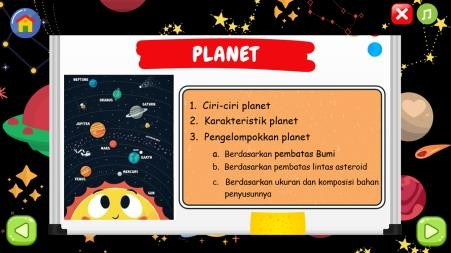 PLANET
NEPTUNE
URANUS
SATURN
JUPITER
MARS
EARTH
MERCURY
VENUS
SUN
1. Ciri-ciri planet
2. Karakteristik planet
3. Pengelompokkan planet
a. Berdasarkan pembatas Bumi
b. Berdasarkan pembatas lintas asteroid
c. Berdasarkan ukuran dan komposisi bahan
penyusunnya